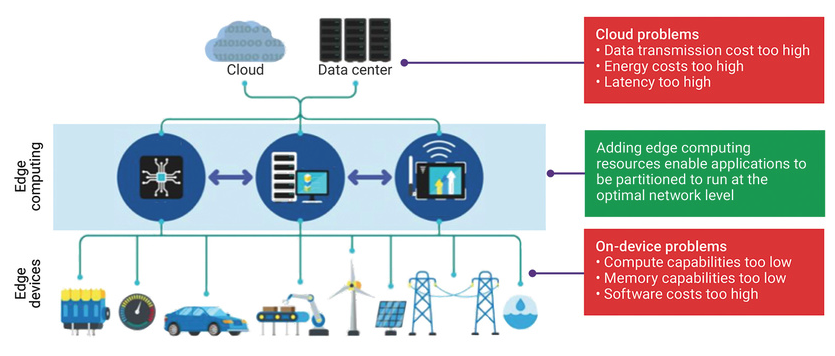 Cloud
Data center
Cloud problems
• Data transmission cost too high
• Energy costs too high
• Latency too high
Edge
computing
Adding edge computing
resources enable applications to
be partitioned to run at the
optimal network level
Edge
devices
On-device problems
• Compute capabilities too low
• Memory capabilities too low
• Software costs too high